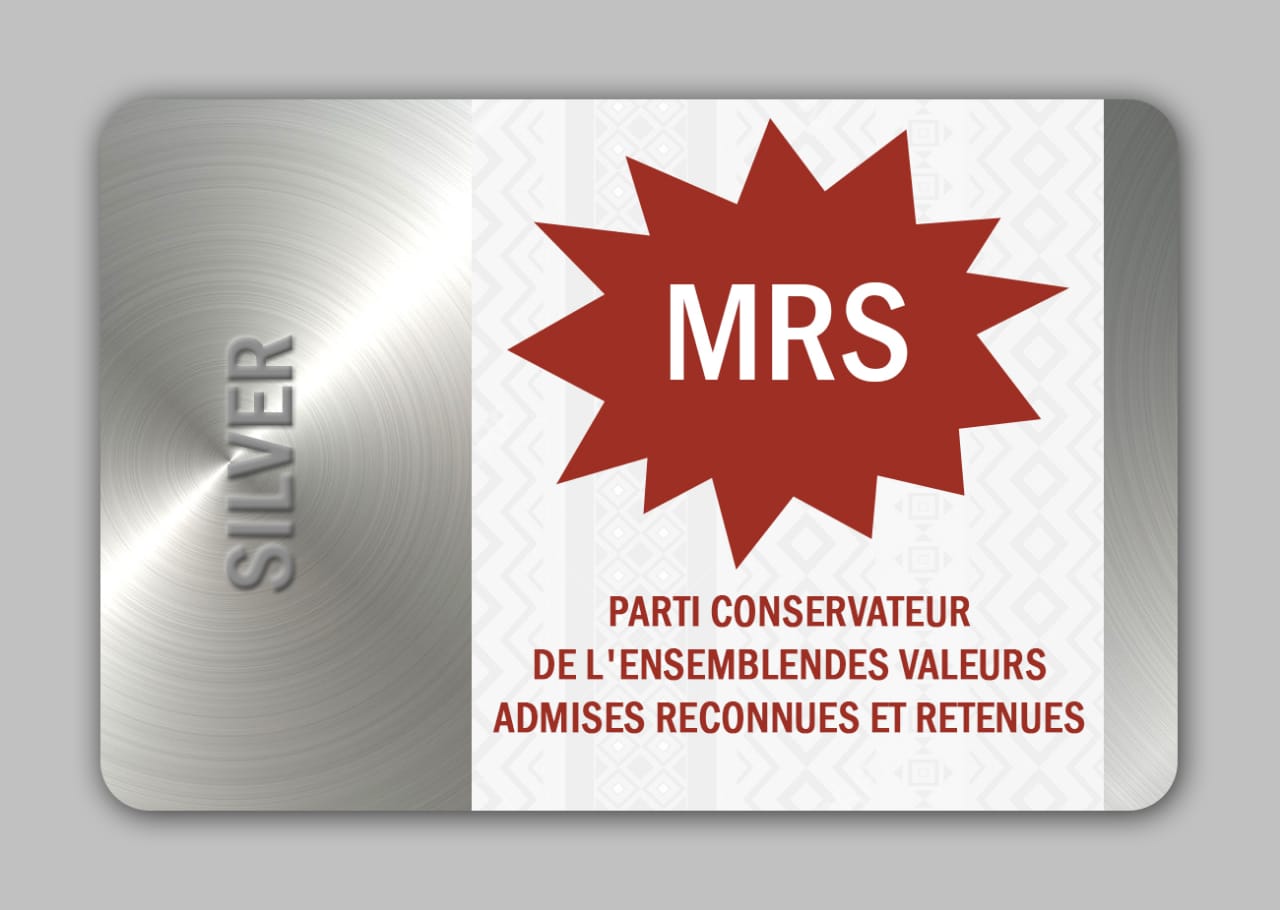 SILVER
MRS
PARTI CONSERVATEUR
DE L'ENSEMBLENDES VALEURS
ADMISES RECONNUES ET RETENUES